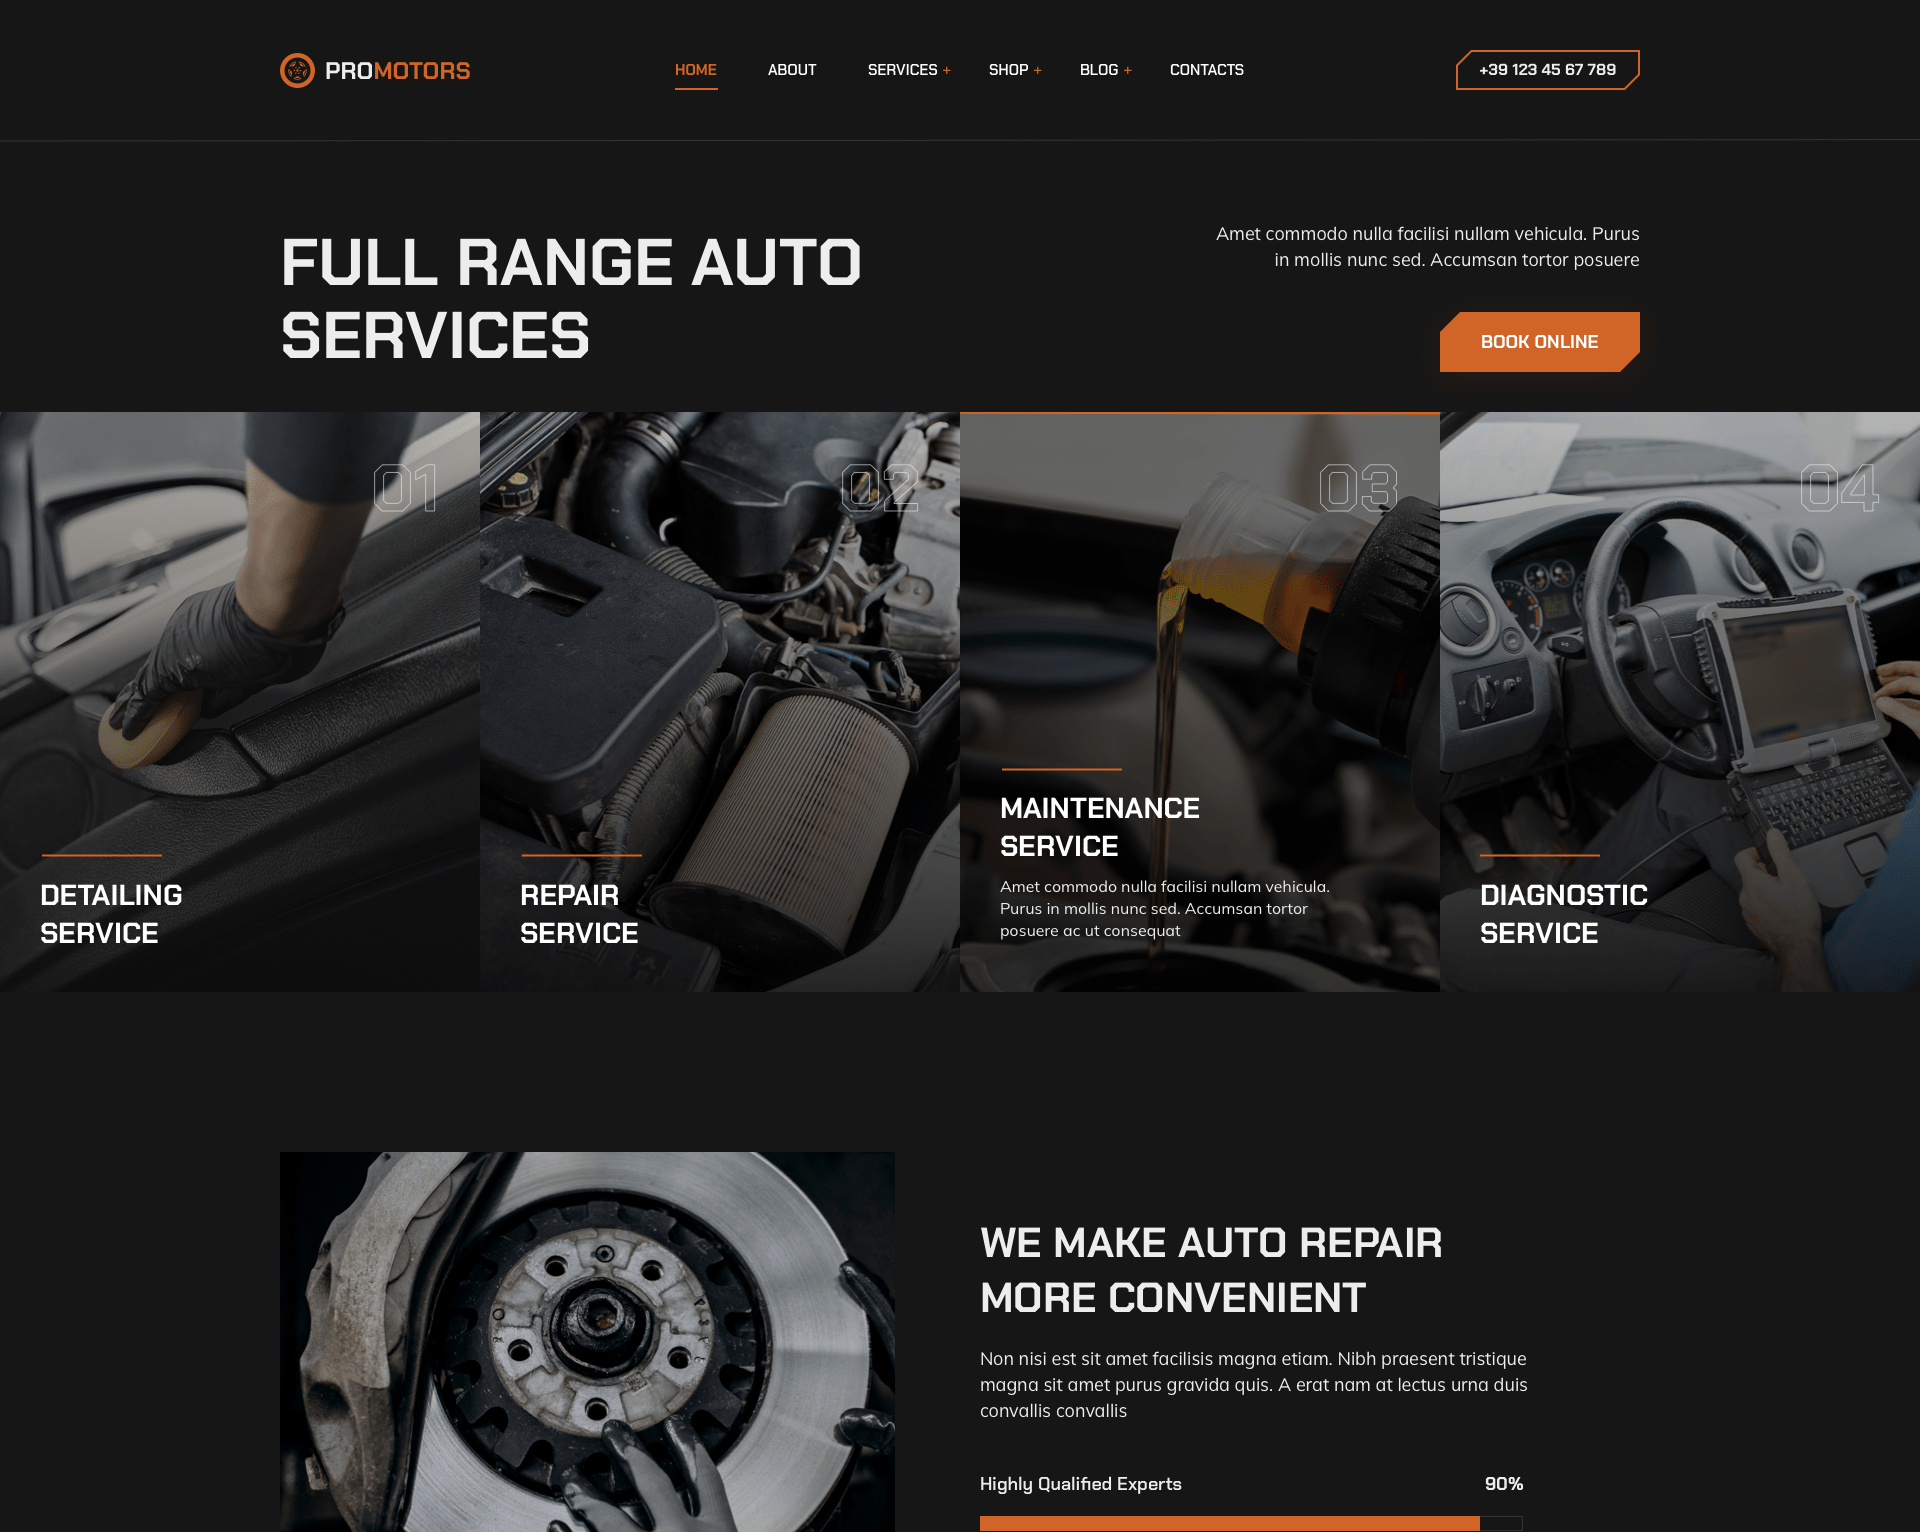 PROMOTORS
HOME
ABOUT
SERVICES +
SHOP +
BLOG +
CONTACTS
+39 123 45 67 789
FULL RANGE AUTO
SERVICES
Amet commodo nulla facilisi nullam vehicula. Purus
in mollis nunc sed. Accumsan tortor posuere
BOOK ONLINE
01
DETAILING
SERVICE
02
REPAIR
SERVICE
03
MAINTENANCE
SERVICE
Amet commodo nulla facilisi nullam vehicula.
Purus in mollis nunc sed. Accumsan tortor
posuere ac ut consequat
04
DIAGNOSTIC
SERVICE
WE MAKE AUTO REPAIR
MORE CONVENIENT
Non nisi est sit amet facilisis magna etiam. Nibh praesent tristique
magna sit amet purus gravida quis. A erat nam at lectus urna duis
convallis convallis
Highly Qualified Experts
90%